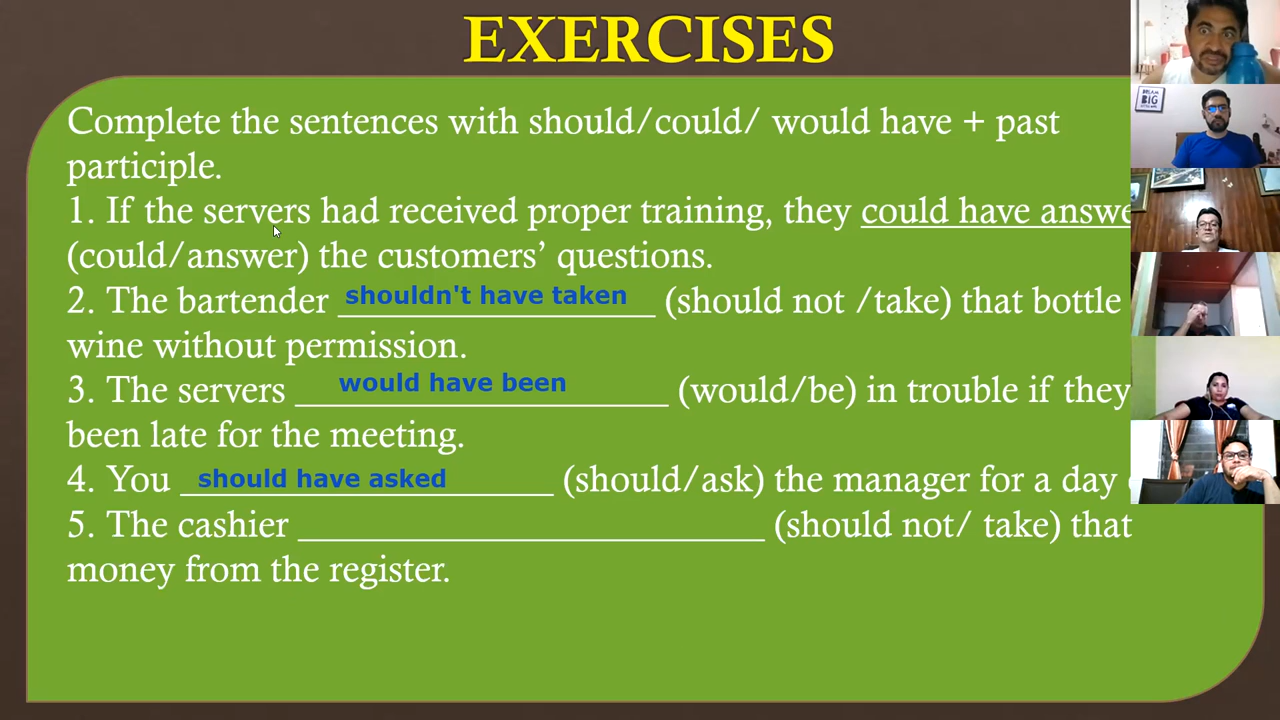 EXERCISES
Complete the sentences with should/could/ would have + past
participle.
1. If the servers had received proper training, they could have answe
(could/answer) the customers’ questions.
2. The bartender shouldn't have taken (should not /take) that bottle
wine without permission.
3. The servers would have been (would/be) in trouble if they
been late for the meeting.
4. You should have asked (should/ask) the manager for a day
5. The cashier ____________________ (should not/ take) that
money from the register.
DREAM
BIG